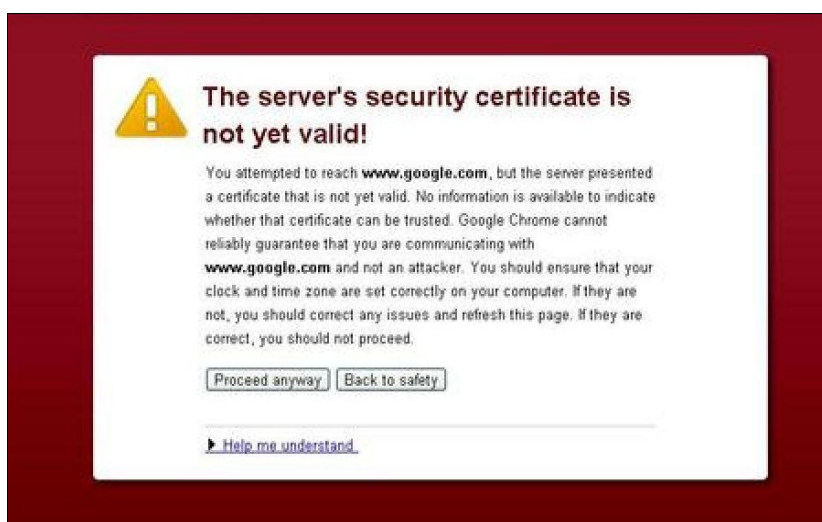 The server's security certificate is
not yet valid!
You attempted to reach www.google.com, but the server presented
a certificate that is not yet valid. No information is available to indicate
whether that certificate can be trusted. Google Chrome cannot
reliably guarantee that you are communicating with
www.google.com and not an attacker. You should ensure that your
clock and time zone are set correctly on your computer. If they are
not, you should correct any issues and refresh this page. If they are
correct, you should not proceed.
Proceed anyway Back to safety
Help me understand